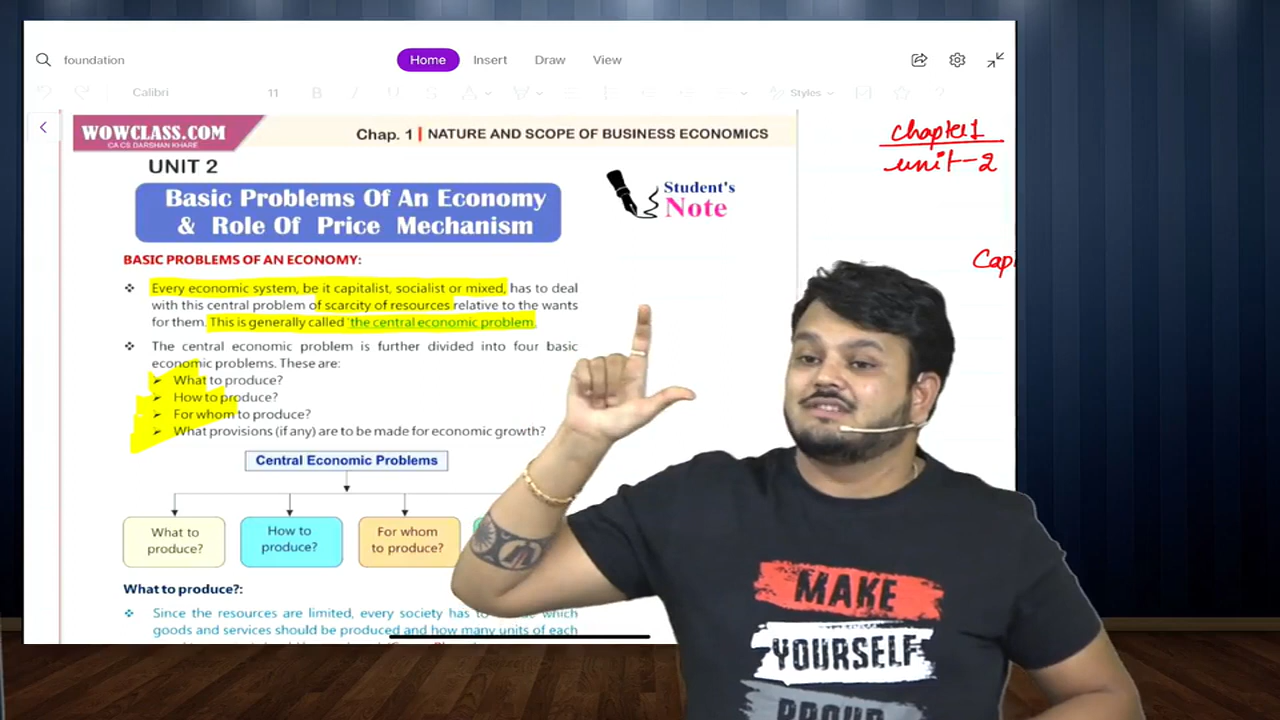 foundation
Home
Insert
Draw
View
Calibri
11
B
I
U
S
A
Styles
WOWCLASS.COM
CA CS DARSHAN KHARE
Chap. 1 | NATURE AND SCOPE OF BUSINESS ECONOMICS
chapter 1
unit-2
UNIT 2
Basic Problems Of An Economy
& Role Of Price Mechanism
Student's
Note
BASIC PROBLEMS OF AN ECONOMY:
Cap
Every economic system, be it capitalist, socialist or mixed, has to deal
with this central problem of scarcity of resources relative to the wants
for them. This is generally called 'the central economic problem.
The central economic problem is further divided into four basic
economic problems. These are:
What to produce?
How to produce?
For whom to produce?
What provisions (if any) are to be made for economic growth?
Central Economic Problems
What to
produce?
How to
produce?
For whom
to produce?
What to produce?:
Since the resources are limited, every society has to which
goods and services should be produced and how many units of each
MAKE
YOURSELF
PROUD